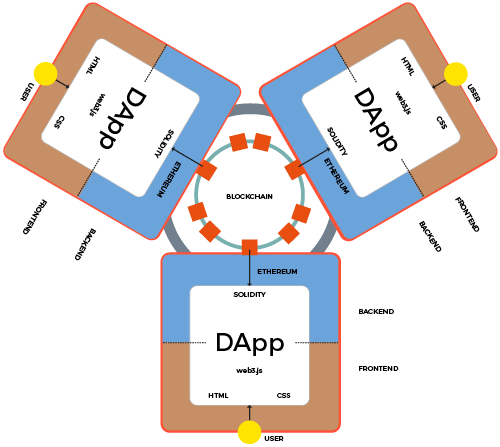 HTML
USER
web3.js
DApp
CSS
SOLIDITY
ETHEREUM
FRONTEND
BACKEND
HTML
USER
web3.js
DApp
CSS
SOLIDITY
ETHEREUM
FRONTEND
BACKEND
BLOCKCHAIN
ETHEREUM
SOLIDITY
BACKEND
DApp
web3.js
FRONTEND
HTML CSS
USER